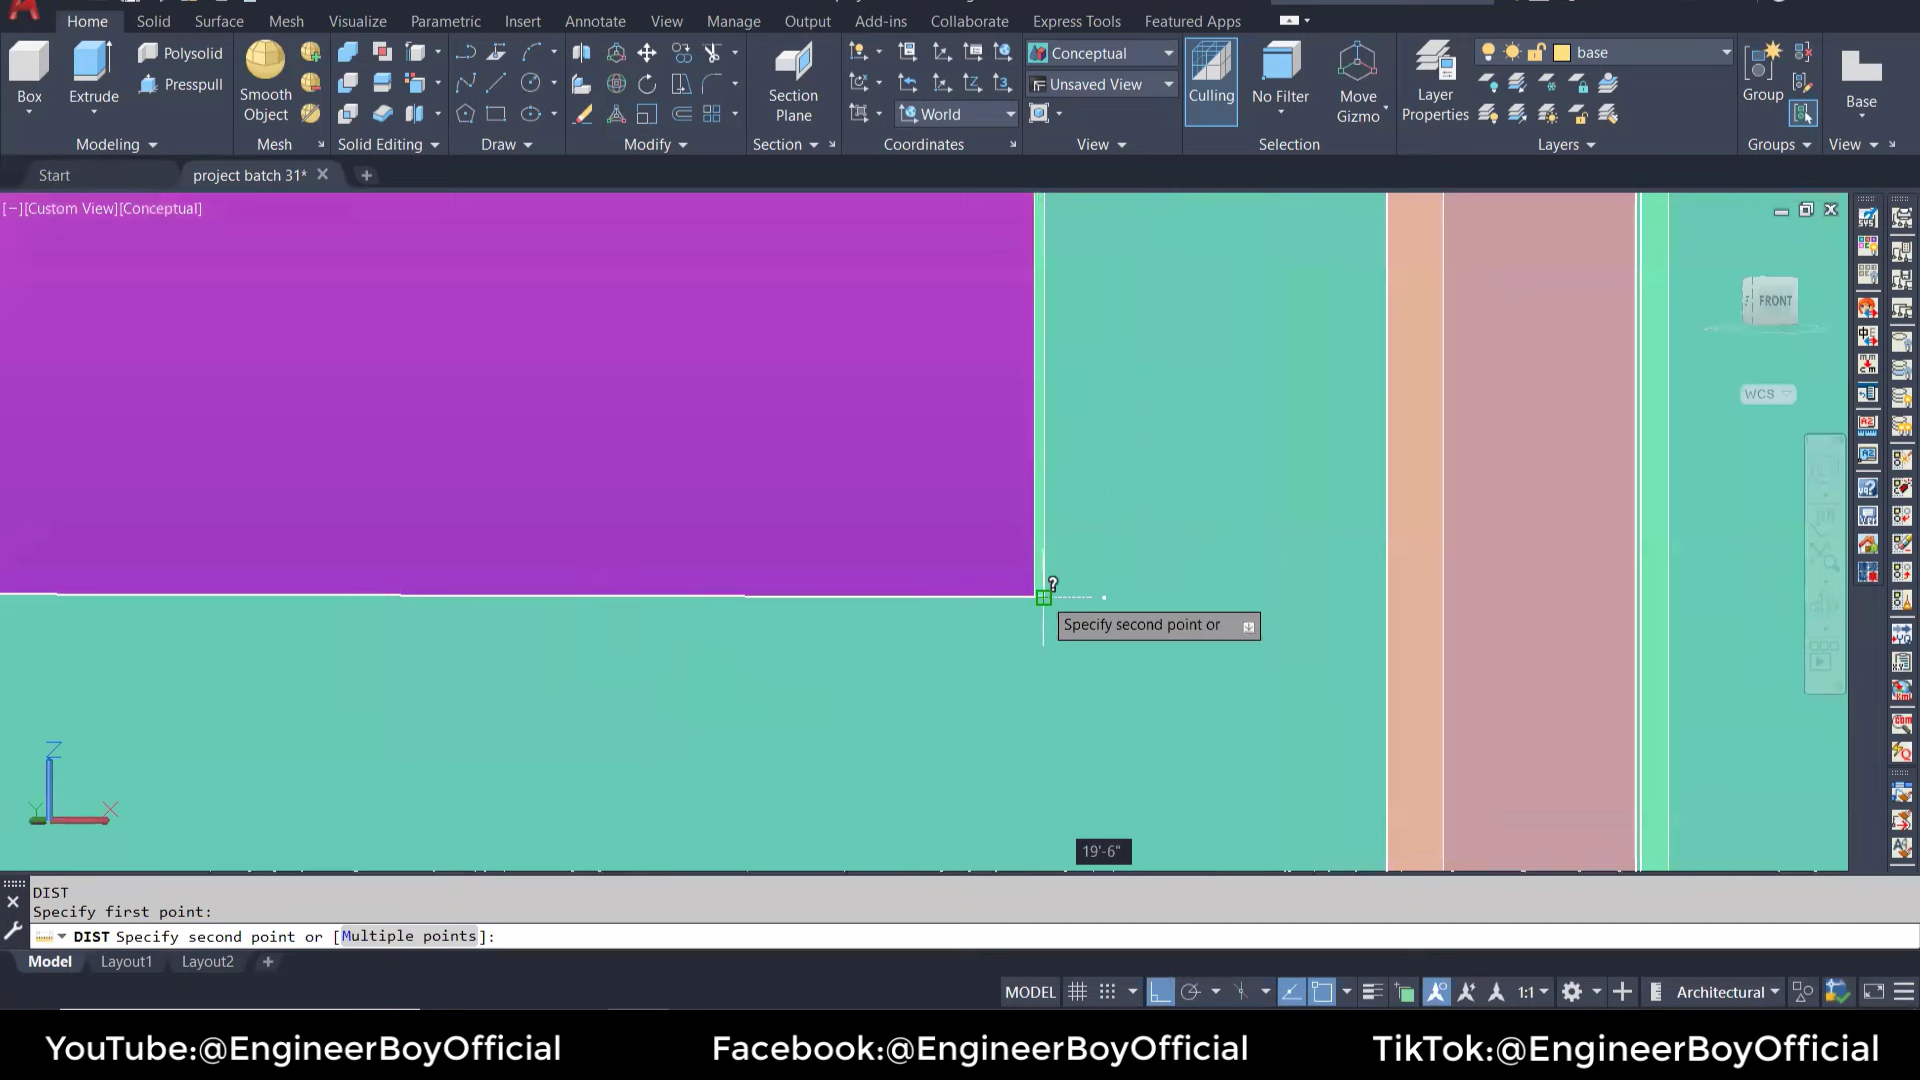 Home Solid Surface Mesh Visualize Parametric Insert Annotate View Manage Output Add-ins Collaborate Express Tools Featured Apps
Box
Extrude
Polysolid
Presspull
Modeling
Smooth Object
Mesh
Solid Editing
Draw
Modify
Section Plane
Section
World
Coordinates
Conceptual
Unsaved View
View
Culling
No Filter
Move Gizmo
Selection
Layer Properties
base
Layers
Group
Groups
Base
View
Start
project batch 31*
[−][Custom View][Conceptual]
FRONT
WCS
Specify second point or
Z
Y
X
19'-6"
DIST
Specify first point:
DIST Specify second point or [Multiple points]:
Model Layout1 Layout2
MODEL
1:1
Architectural
YouTube:@EngineerBoyOfficial Facebook:@EngineerBoyOfficial TikTok:@EngineerBoyOfficial